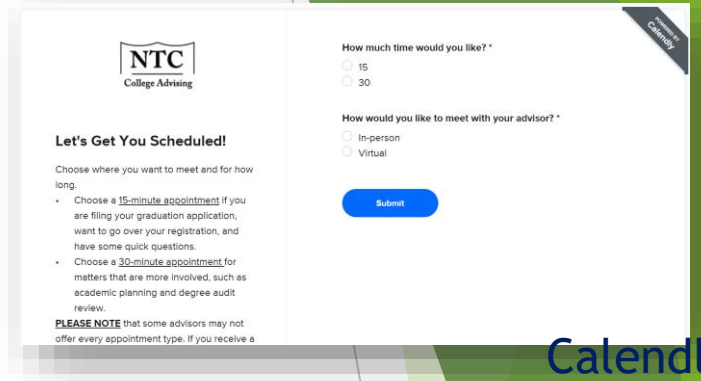 NTC
College Advising
Let's Get You Scheduled!
Choose where you want to meet and for how
long.
• Choose a 15-minute appointment if you
are filing your graduation application,
want to go over your registration, and
have some quick questions.
• Choose a 30-minute appointment for
matters that are more involved, such as
academic planning and degree audit
review.
PLEASE NOTE that some advisors may not
offer every appointment type. If you receive a
How much time would you like? *
15
30
How would you like to meet with your advisor? *
In-person
Virtual
Submit
POWERED BY
Calendly
Calendl